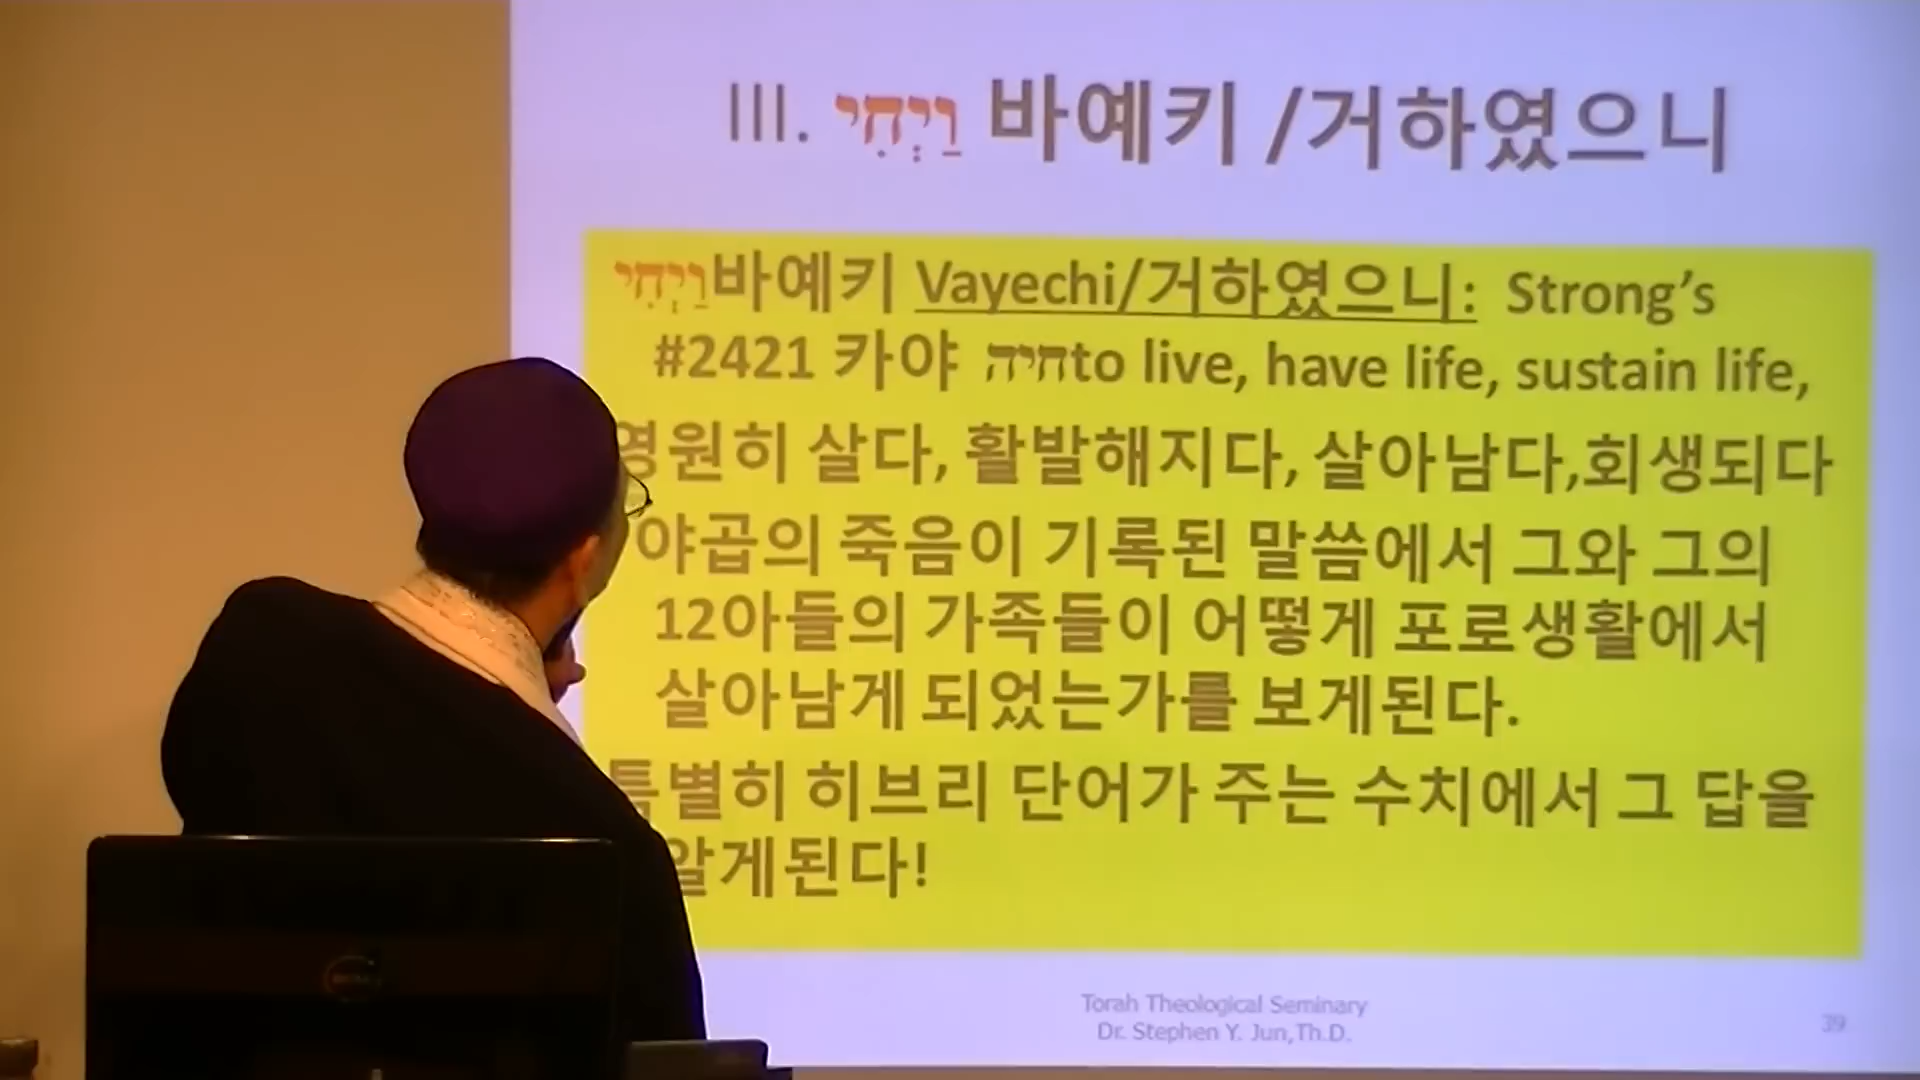 III. וַיְחִי 바예키 /거하였으니
וַיְחִי바예키 Vayechi/거하였으니: Strong's
#2421 카야 חיהto live, have life, sustain life,
영원히 살다, 활발해지다, 살아남다,회생되다
야곱의 죽음이 기록된 말씀에서 그와 그의
12아들의 가족들이 어떻게 포로생활에서
살아남게 되었는가를 보게된다.
특별히 히브리 단어가 주는 수치에서 그 답을
알게된다!
Torah Theological Seminary
Dr. Stephen Y. Jun,Th.D.
39